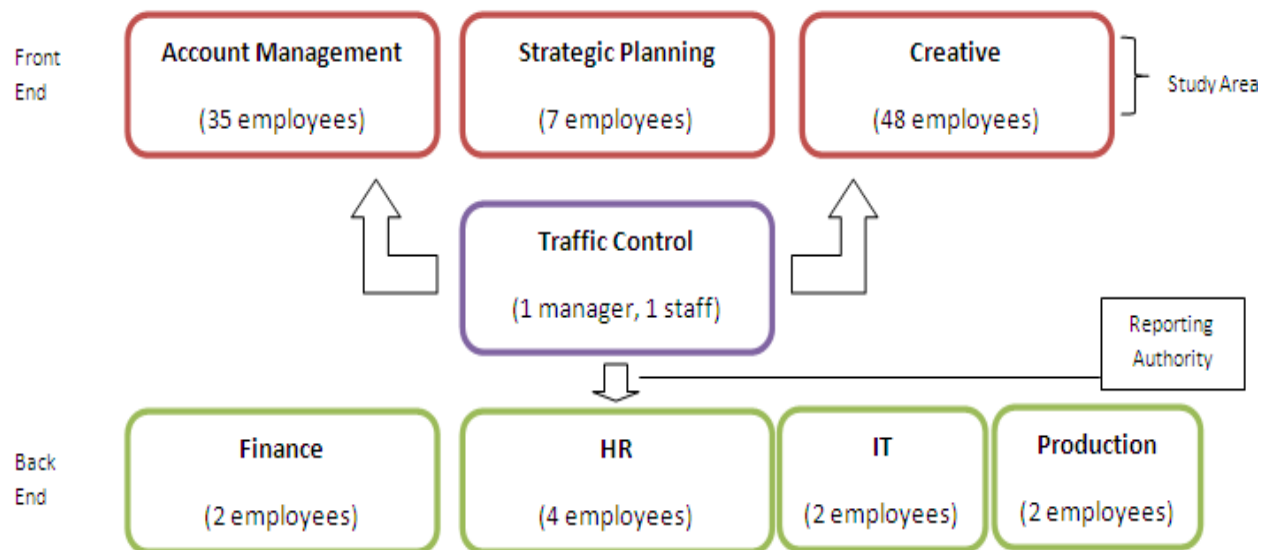 Front
End
Account Management
(35 employees)
Strategic Planning
(7 employees)
Creative
(48 employees)
Study Area
Traffic Control
(1 manager, 1 staff)
Reporting
Authority
Back
End
Finance
(2 employees)
HR
(4 employees)
IT
(2 employees)
Production
(2 employees)